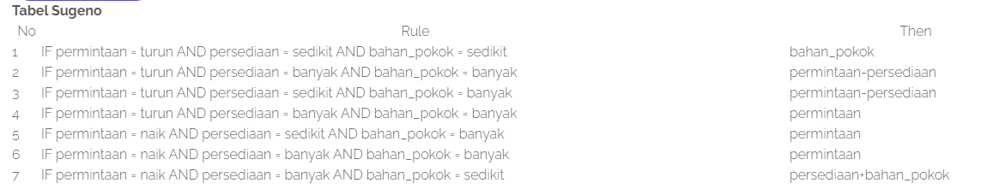 Tabel Sugeno
No Rule Then
1 IF permintaan = turun AND persediaan = sedikit AND bahan_pokok = sedikit bahan_pokok
2 IF permintaan = turun AND persediaan = banyak AND bahan_pokok = banyak permintaan-persediaan
3 IF permintaan = turun AND persediaan = sedikit AND bahan_pokok = banyak permintaan-persediaan
4 IF permintaan = turun AND persediaan = banyak AND bahan_pokok = banyak permintaan
5 IF permintaan = naik AND persediaan = sedikit AND bahan_pokok = banyak permintaan
6 IF permintaan = naik AND persediaan = banyak AND bahan_pokok = banyak permintaan
7 IF permintaan = naik AND persediaan = banyak AND bahan_pokok = sedikit persediaan+bahan_pokok